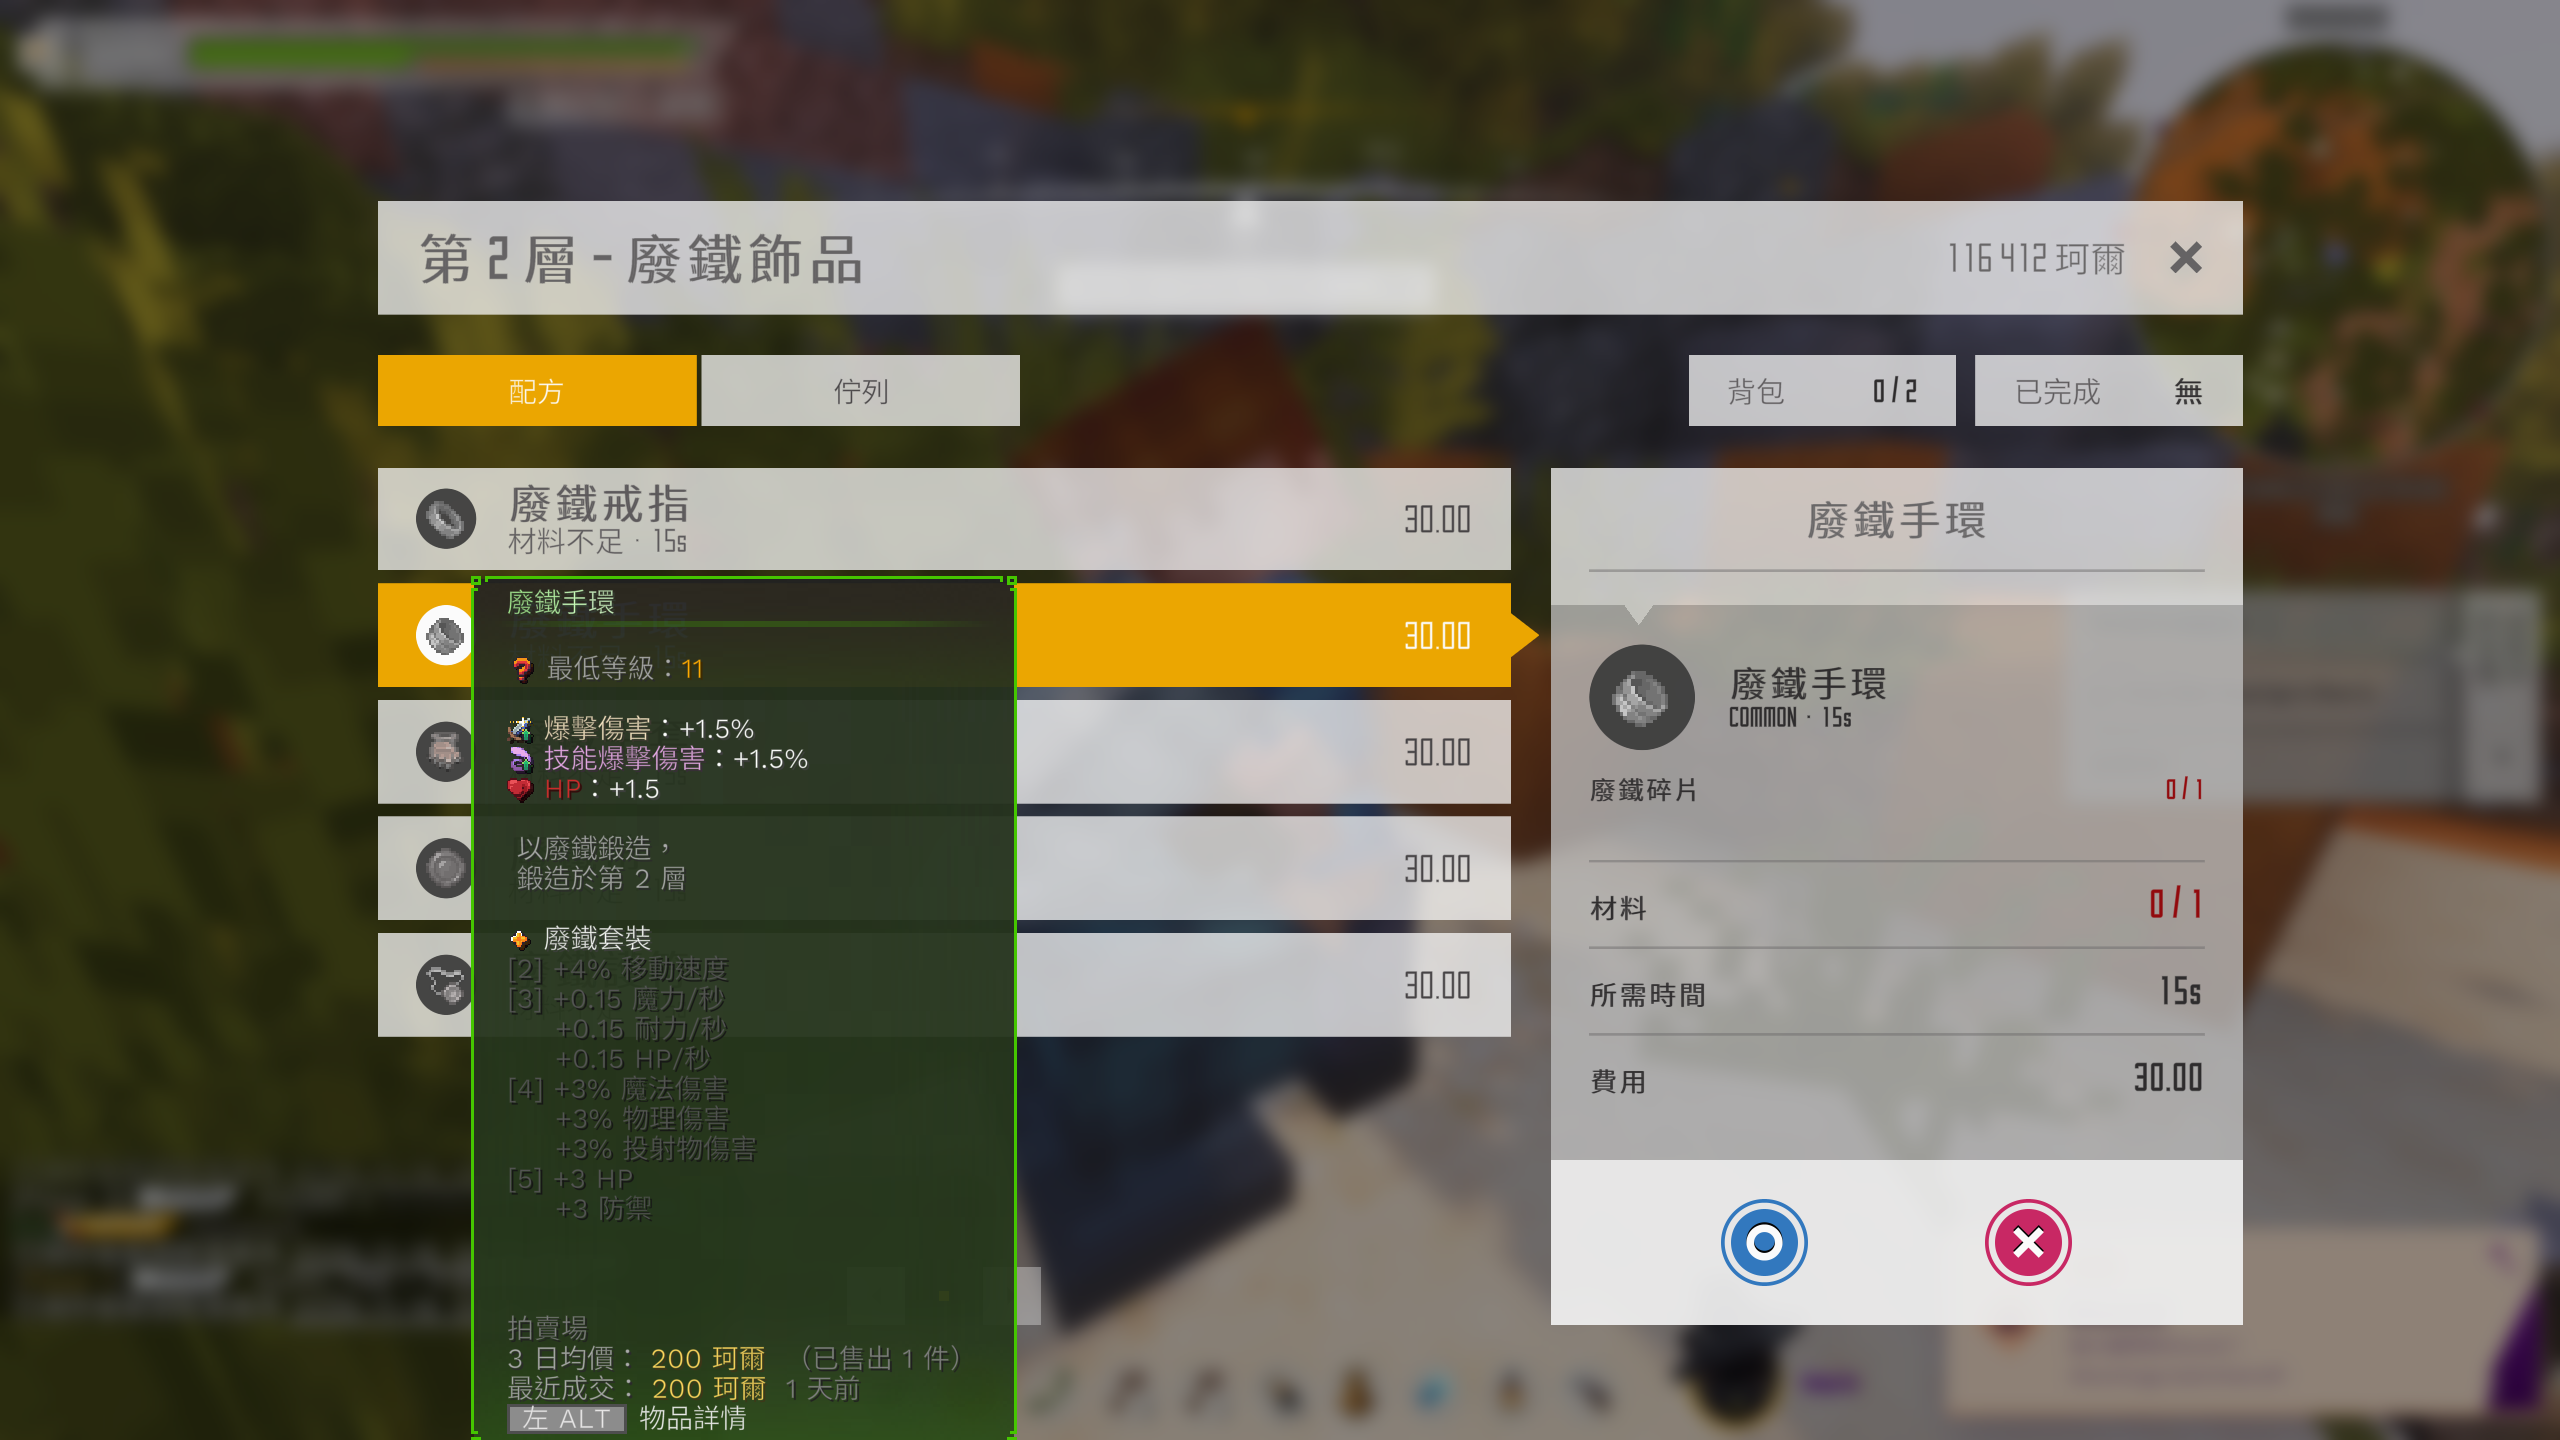 第2層-廢鐵飾品
116412珂爾
配方
佇列
背包 0/2
已完成 無
廢鐵戒指
材料不足 · 15s
30.00
30.00
30.00
30.00
30.00
廢鐵手環
最低等級：11
爆擊傷害：+1.5%
技能爆擊傷害：+1.5%
HP：+1.5
以廢鐵鍛造，
鍛造於第 2 層
廢鐵套裝
[2] +4% 移動速度
[3] +0.15 魔力/秒
+0.15 耐力/秒
+0.15 HP/秒
[4] +3% 魔法傷害
+3% 物理傷害
+3% 投射物傷害
[5] +3 HP
+3 防禦
拍賣場
3 日均價： 200 珂爾 （已售出 1 件）
最近成交： 200 珂爾 1 天前
左 ALT 物品詳情
廢鐵手環
廢鐵手環
COMMON · 15s
廢鐵碎片 0/1
材料 0/1
所需時間 15s
費用 30.00